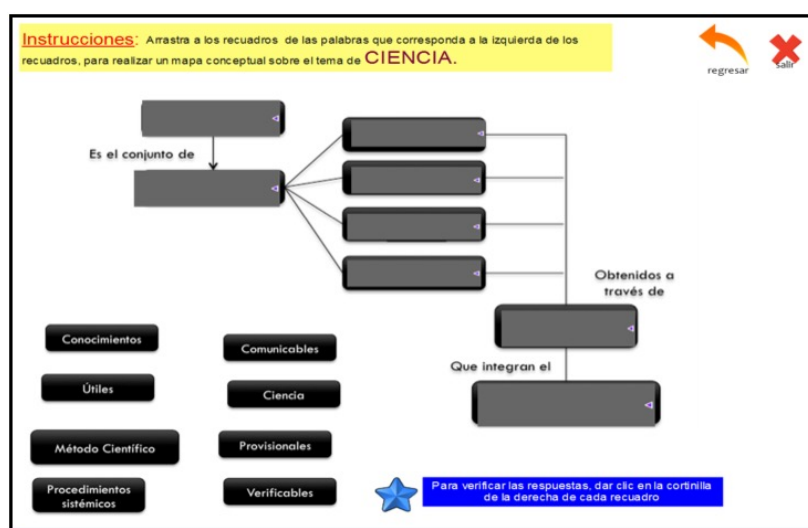 Instrucciones: Arrastra a los recuadros de las palabras que corresponda a la izquierda de los
recuadros, para realizar un mapa conceptual sobre el tema de CIENCIA.
regresar
salir
Es el conjunto de
Obtenidos a
través de
Que integran el
Conocimientos
Comunicables
Útiles
Ciencia
Método Científico
Provisionales
Procedimientos
sistémicos
Verificables
Para verificar las respuestas, dar clic en la cortinilla
de la derecha de cada recuadro